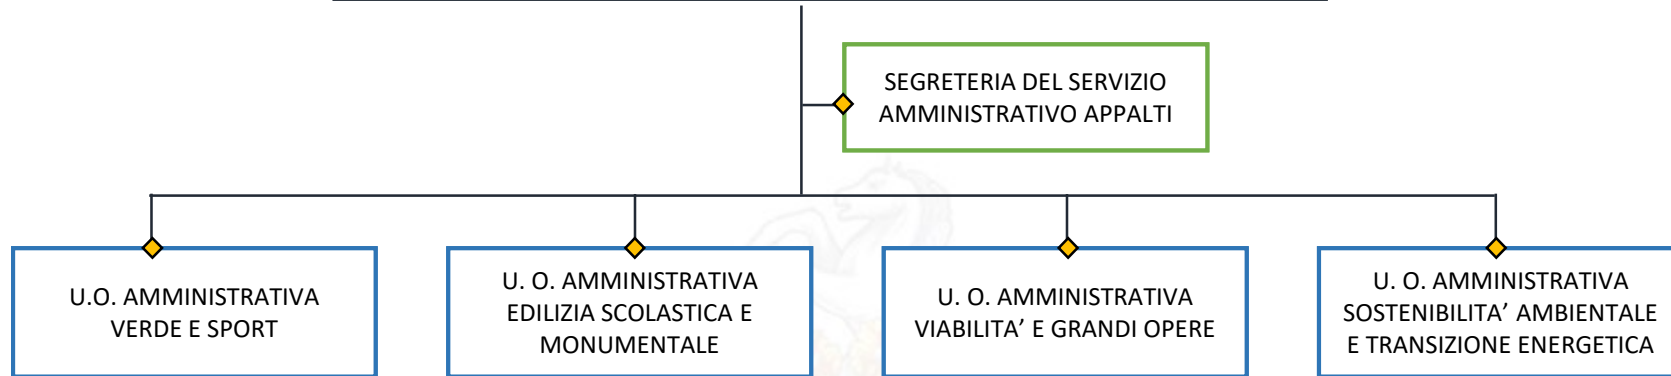 SEGRETERIA DEL SERVIZIO
AMMINISTRATIVO APPALTI
U.O. AMMINISTRATIVA
VERDE E SPORT
U. O. AMMINISTRATIVA
EDILIZIA SCOLASTICA E
MONUMENTALE
U. O. AMMINISTRATIVA
VIABILITA’ E GRANDI OPERE
U. O. AMMINISTRATIVA
SOSTENIBILITA’ AMBIENTALE
E TRANSIZIONE ENERGETICA